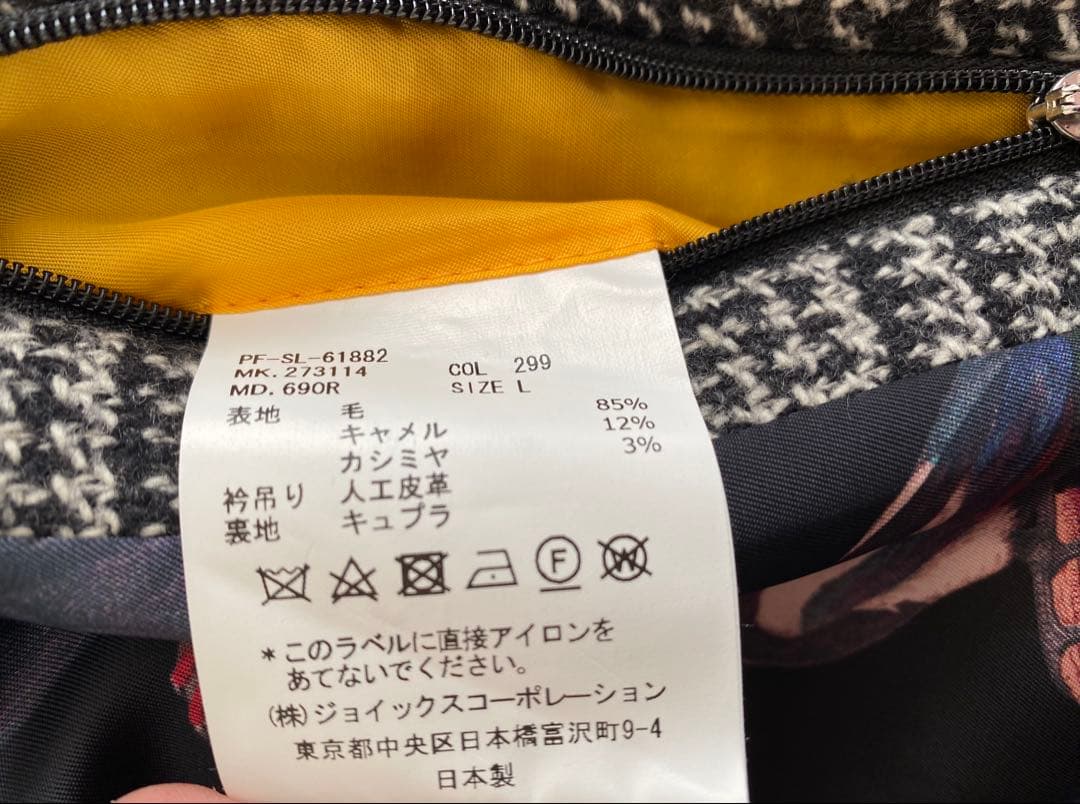 PF-SL-61882
MK. 273114 COL 299
MD. 690R SIZE L
表地 毛 85%
キャメル 12%
カシミヤ 3%
衿吊り 人工皮革
裏地 キュプラ
F W
*このラベルに直接アイロンを
あてないでください。
(株)ジョイックスコーポレーション
東京都中央区日本橋富沢町9-4
日本製